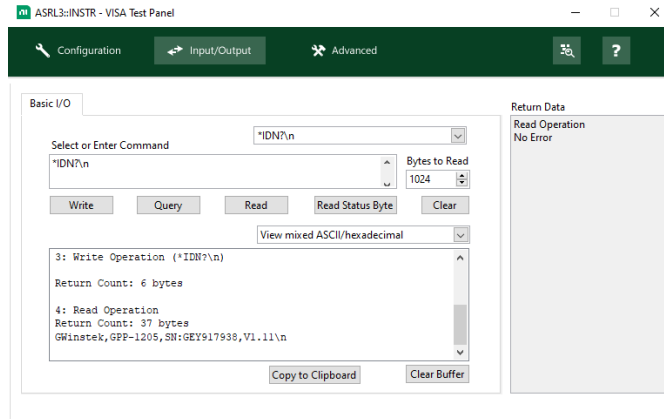 ASRL3::INSTR - VISA Test Panel
Configuration
Input/Output
Advanced
?
Basic I/O
Return Data
Select or Enter Command
*IDN?\n
Read Operation
No Error
*IDN?\n
Bytes to Read
1024
Write
Query
Read
Read Status Byte
Clear
View mixed ASCII/hexadecimal
3: Write Operation (*IDN?\n)
Return Count: 6 bytes
4: Read Operation
Return Count: 37 bytes
GWinstek,GPP-1205,SN:GEY917938,V1.11\n
Copy to Clipboard
Clear Buffer